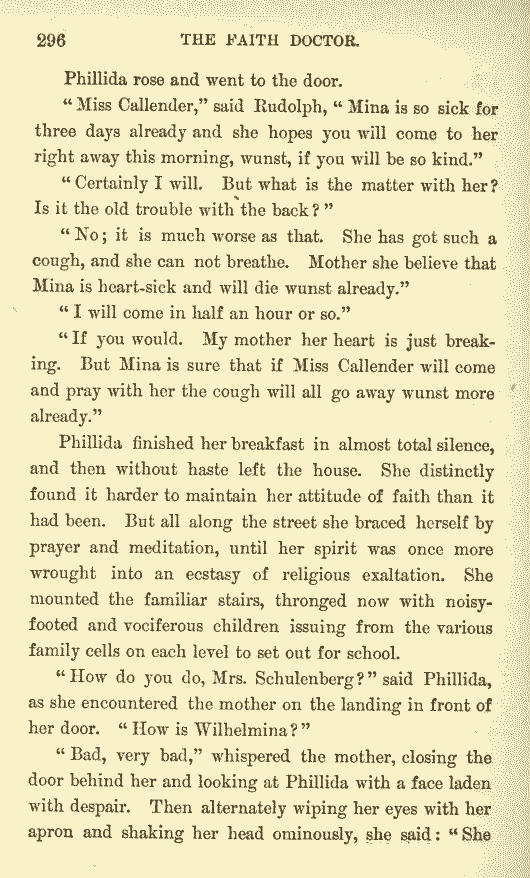 296 THE FAITH DOCTOR.
Phillida rose and went to the door.
“Miss Callender,” said Rudolph, “Mina is so sick for
three days already and she hopes you will come to her
right away this morning, wunst, if you will be so kind.”
“Certainly I will. But what is the matter with her?
Is it the old trouble with the back?”
“No; it is much worse as that. She has got such a
cough, and she can not breathe. Mother she believe that
Mina is heart-sick and will die wunst already.”
“I will come in half an hour or so.”
“If you would. My mother her heart is just break-
ing. But Mina is sure that if Miss Callender will come
and pray with her the cough will all go away wunst more
already.”
Phillida finished her breakfast in almost total silence,
and then without haste left the house. She distinctly
found it harder to maintain her attitude of faith than it
had been. But all along the street she braced herself by
prayer and meditation, until her spirit was once more
wrought into an ecstasy of religious exaltation. She
mounted the familiar stairs, thronged now with noisy-
footed and vociferous children issuing from the various
family cells on each level to set out for school.
“How do you do, Mrs. Schulenberg?” said Phillida,
as she encountered the mother on the landing in front of
her door. “How is Wilhelmina?”
“Bad, very bad,” whispered the mother, closing the
door behind her and looking at Phillida with a face laden
with despair. Then alternately wiping her eyes with her
apron and shaking her head ominously, she said: “She